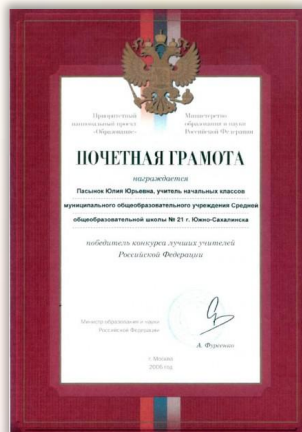 Приоритетный
национальный проект
«Образование»
Министерство
образования и науки
Российской Федерации
ПОЧЕТНАЯ ГРАМОТА
награждается
Пасынок Юлия Юрьевна, учитель начальных классов
муниципального общеобразовательного учреждения Средней
общеобразовательной школы № 21 г. Южно-Сахалинска
победитель конкурса лучших учителей
Российской Федерации
Министр образования и науки
Российской Федерации
А. Фурсенко
г. Москва